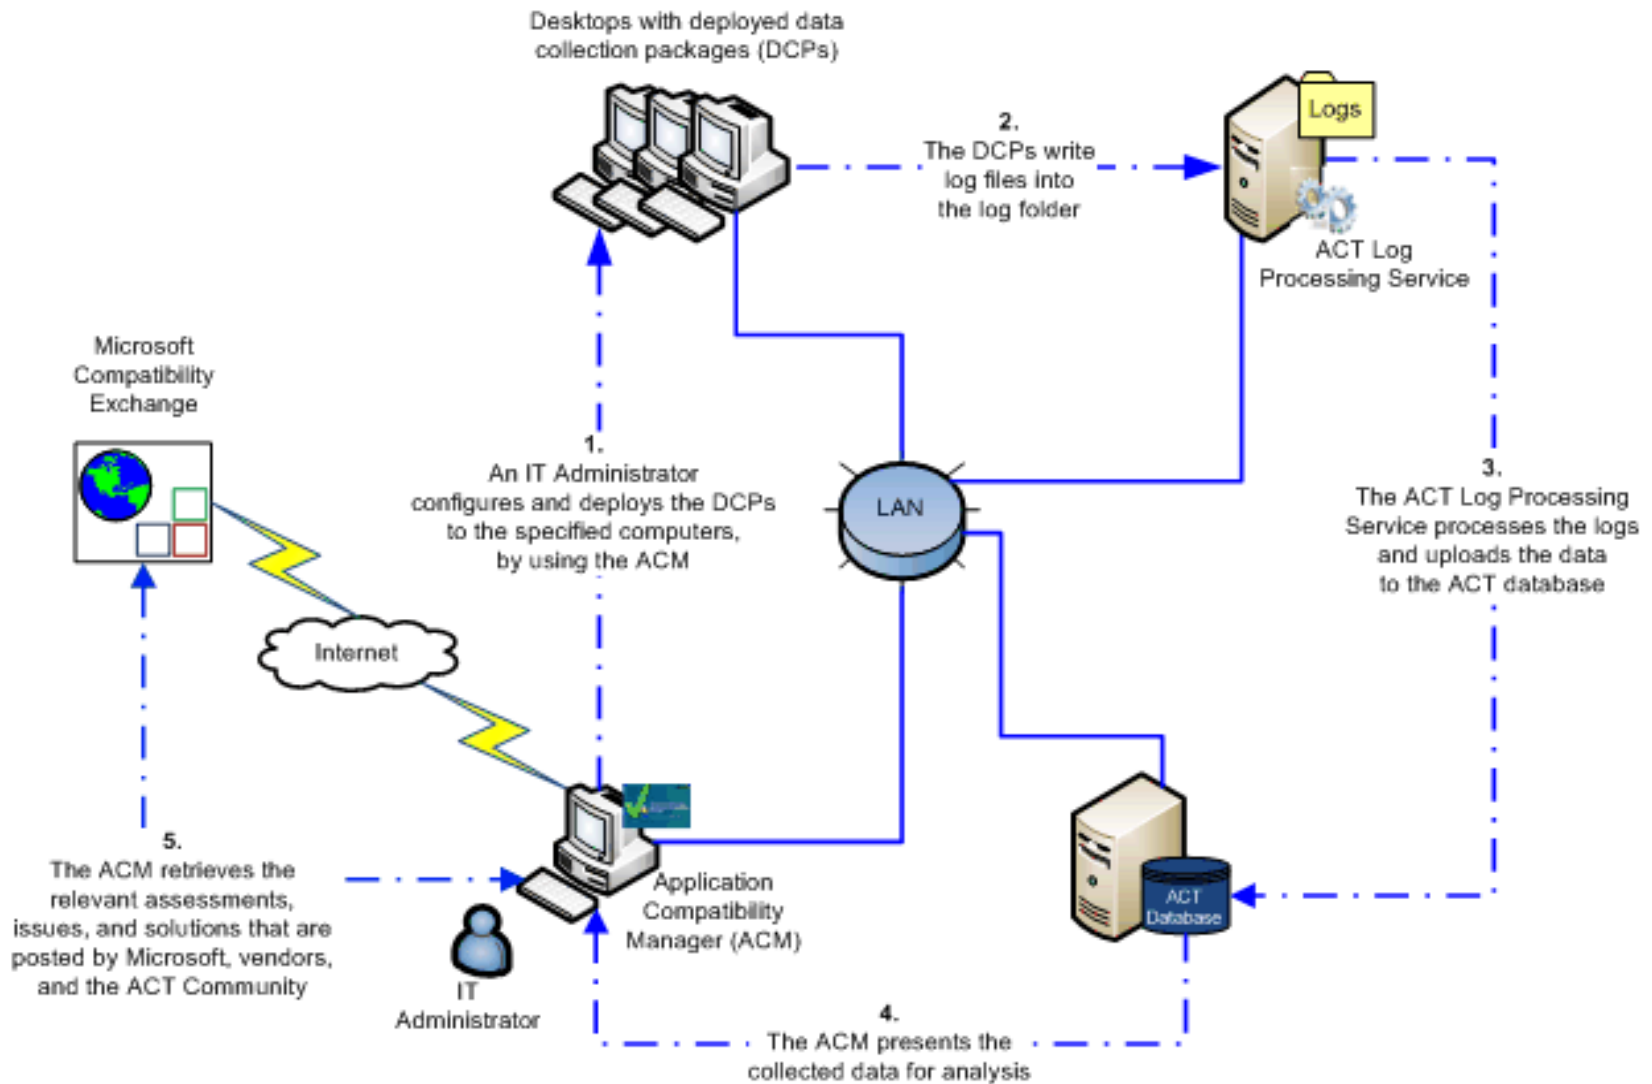 Desktops with deployed data
collection packages (DCPs)
Logs
2.
The DCPs write
log files into
the log folder
ACT Log
Processing Service
Microsoft
Compatibility
Exchange
1.
An IT Administrator
configures and deploys the DCPs
to the specified computers,
by using the ACM
LAN
3.
The ACT Log Processing
Service processes the logs
and uploads the data
to the ACT database
Internet
5.
The ACM retrieves the
relevant assessments,
issues, and solutions that are
posted by Microsoft, vendors,
and the ACT Community
Application
Compatibility
Manager (ACM)
IT
Administrator
ACT
Database
4.
The ACM presents the
collected data for analysis